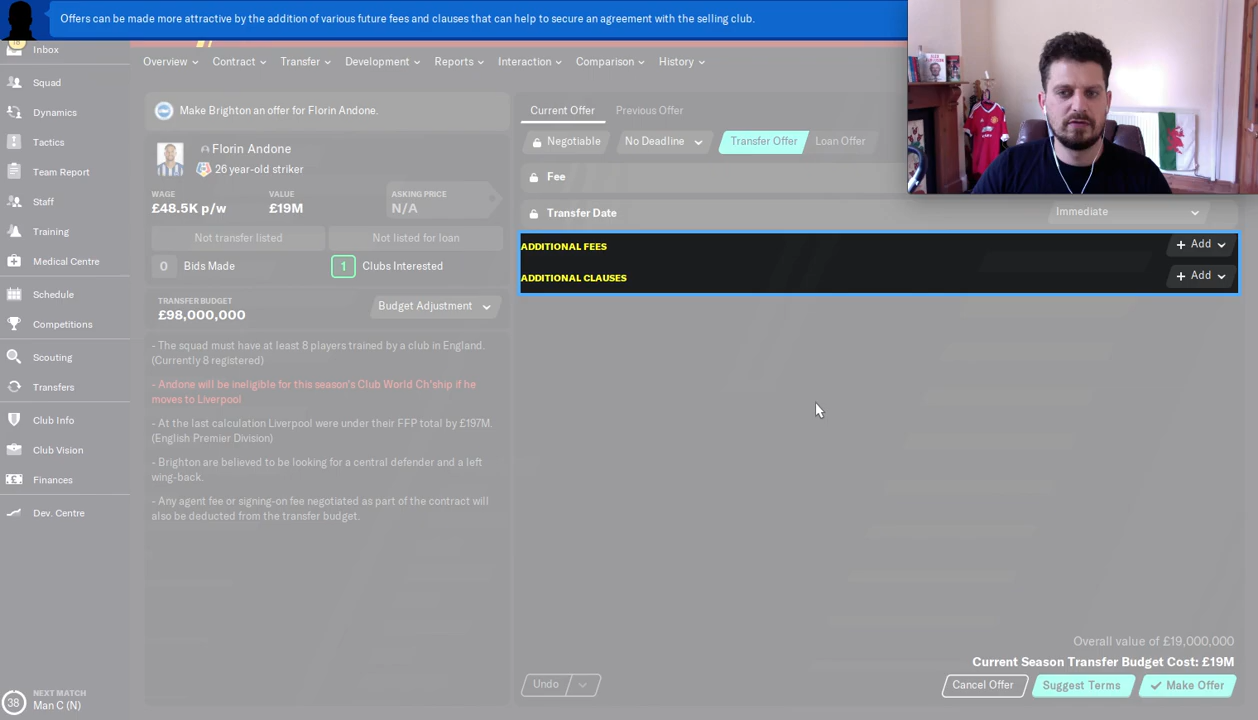 Offers can be made more attractive by the addition of various future fees and clauses that can help to secure an agreement with the selling club.
18
Inbox
Squad
Dynamics
Tactics
Team Report
Staff
Training
Medical Centre
Schedule
Competitions
Scouting
Transfers
Club Info
Club Vision
Finances
Dev. Centre
38
NEXT MATCH
Man C (N)
Overview
Contract
Transfer
Development
Reports
Interaction
Comparison
History
Make Brighton an offer for Florin Andone.
Florin Andone
26 year-old striker
WAGE
£48.5K p/w
VALUE
£19M
ASKING PRICE
N/A
Not transfer listed
Not listed for loan
0 Bids Made
1 Clubs Interested
TRANSFER BUDGET
£98,000,000
Budget Adjustment
- The squad must have at least 8 players trained by a club in England.
(Currently 8 registered)
- Andone will be ineligible for this season's Club World Ch'ship if he
moves to Liverpool
- At the last calculation Liverpool were under their FFP total by £197M.
(English Premier Division)
- Brighton are believed to be looking for a central defender and a left
wing-back.
- Any agent fee or signing-on fee negotiated as part of the contract will
also be deducted from the transfer budget.
Current Offer
Previous Offer
Negotiable
No Deadline
Transfer Offer
Loan Offer
Fee
Transfer Date
Immediate
ADDITIONAL FEES
+ Add
ADDITIONAL CLAUSES
+ Add
Overall value of £19,000,000
Current Season Transfer Budget Cost: £19M
Undo
Cancel Offer
Suggest Terms
Make Offer